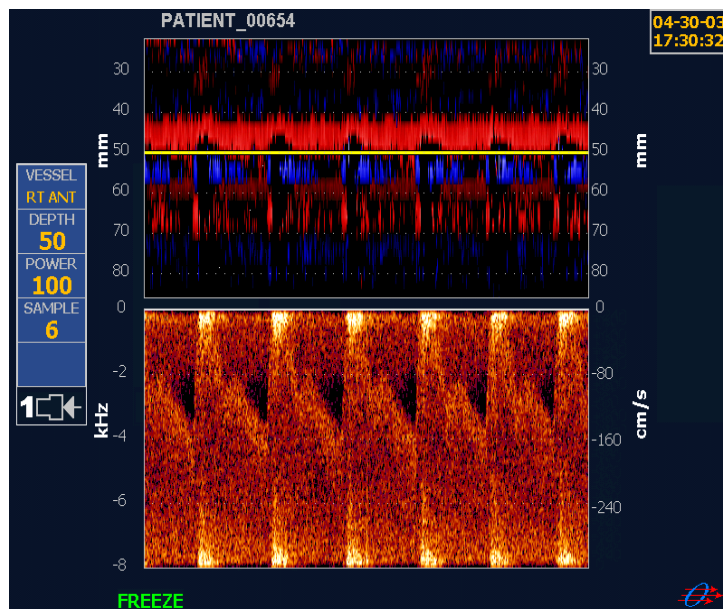 PATIENT_00654
04-30-03
17:30:32
30
40
50
60
70
80
mm
30
40
50
60
70
80
mm
VESSEL
RT ANT
DEPTH
50
POWER
100
SAMPLE
6
1
0
-2
-4
-6
-8
kHz
0
-80
-160
-240
cm/s
FREEZE